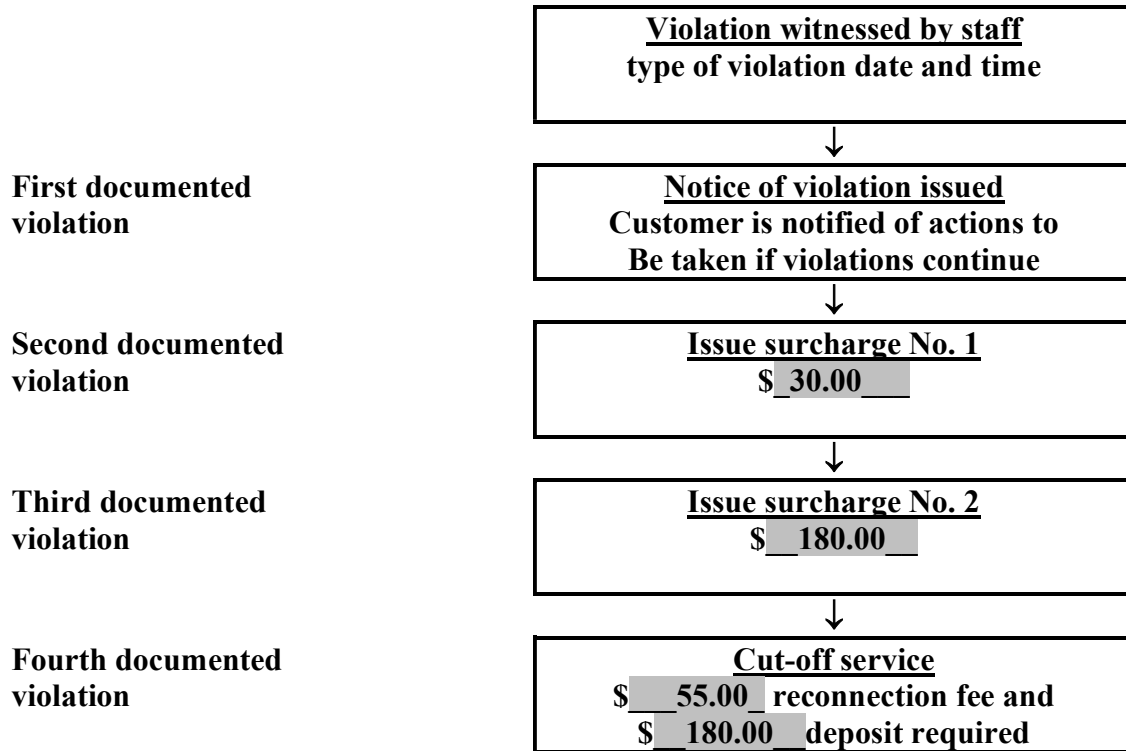 Violation witnessed by staff
type of violation date and time
↓
First documented
violation
Notice of violation issued
Customer is notified of actions to
Be taken if violations continue
↓
Second documented
violation
Issue surcharge No. 1
$_30.00___
↓
Third documented
violation
Issue surcharge No. 2
$__180.00__
↓
Fourth documented
violation
Cut-off service
$___55.00_ reconnection fee and
$__180.00__deposit required